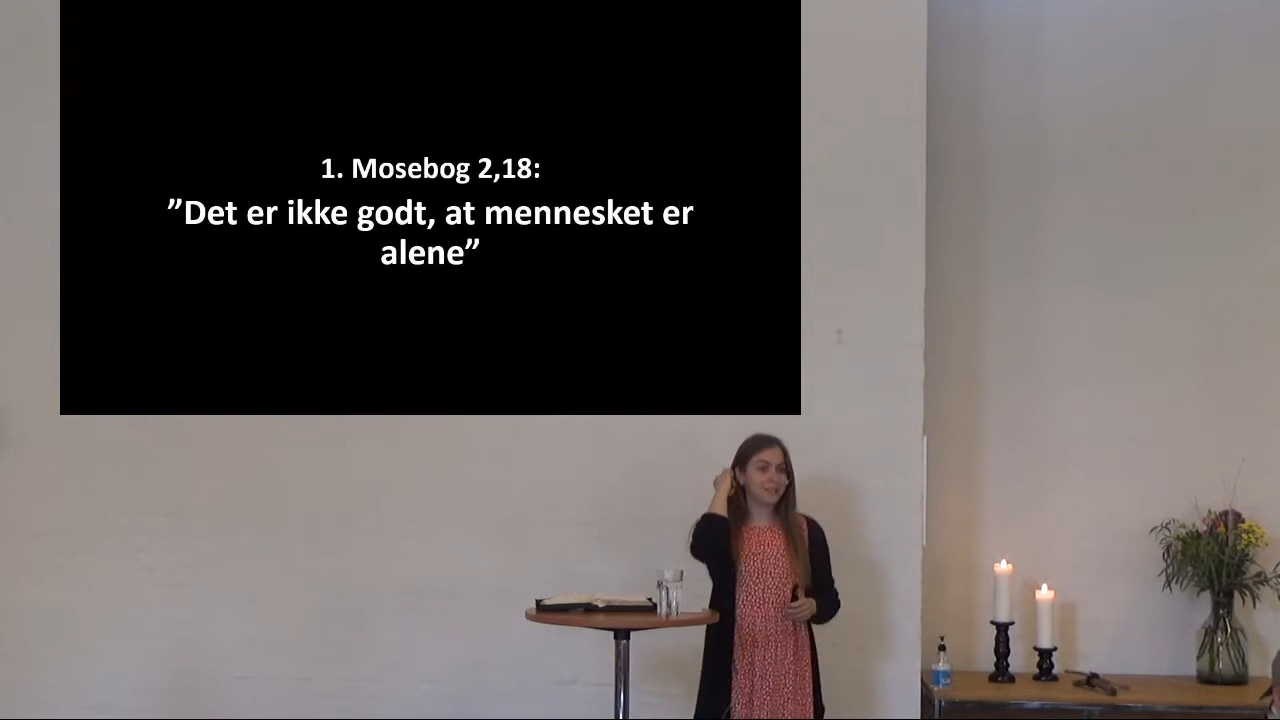 1. Mosebog 2,18:
”Det er ikke godt, at mennesket er
alene”